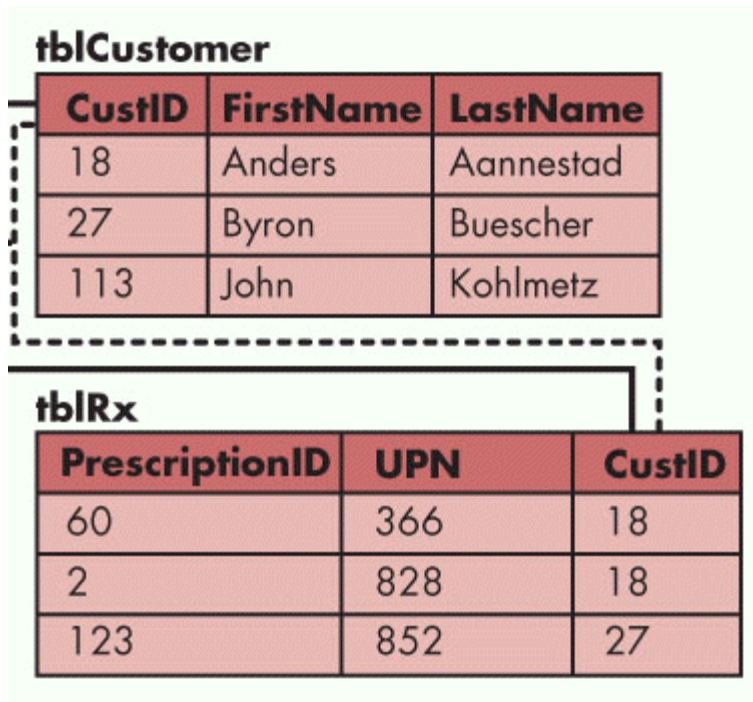 tblCustomer
CustID FirstName LastName
18 Anders Aannestad
27 Byron Buescher
113 John Kohlmetz
tblRx
PrescriptionID UPN CustID
60 366 18
2 828 18
123 852 27